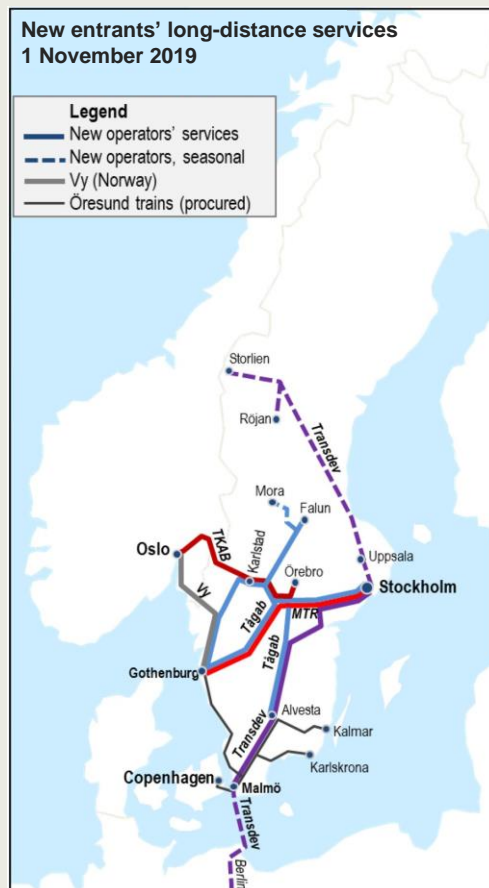 New entrants’ long-distance services
1 November 2019
Legend
New operators’ services
New operators, seasonal
Vy (Norway)
Öresund trains (procured)
Storlien
Röjan
Transdev
Mora
Falun
Uppsala
Oslo
TKAB
Karlstad
Örebro
Stockholm
MTR
Vy
Tågab
Tågab
Gothenburg
Alvesta
Transdev
Kalmar
Karlskrona
Copenhagen
Malmö
Transdev
Berlin